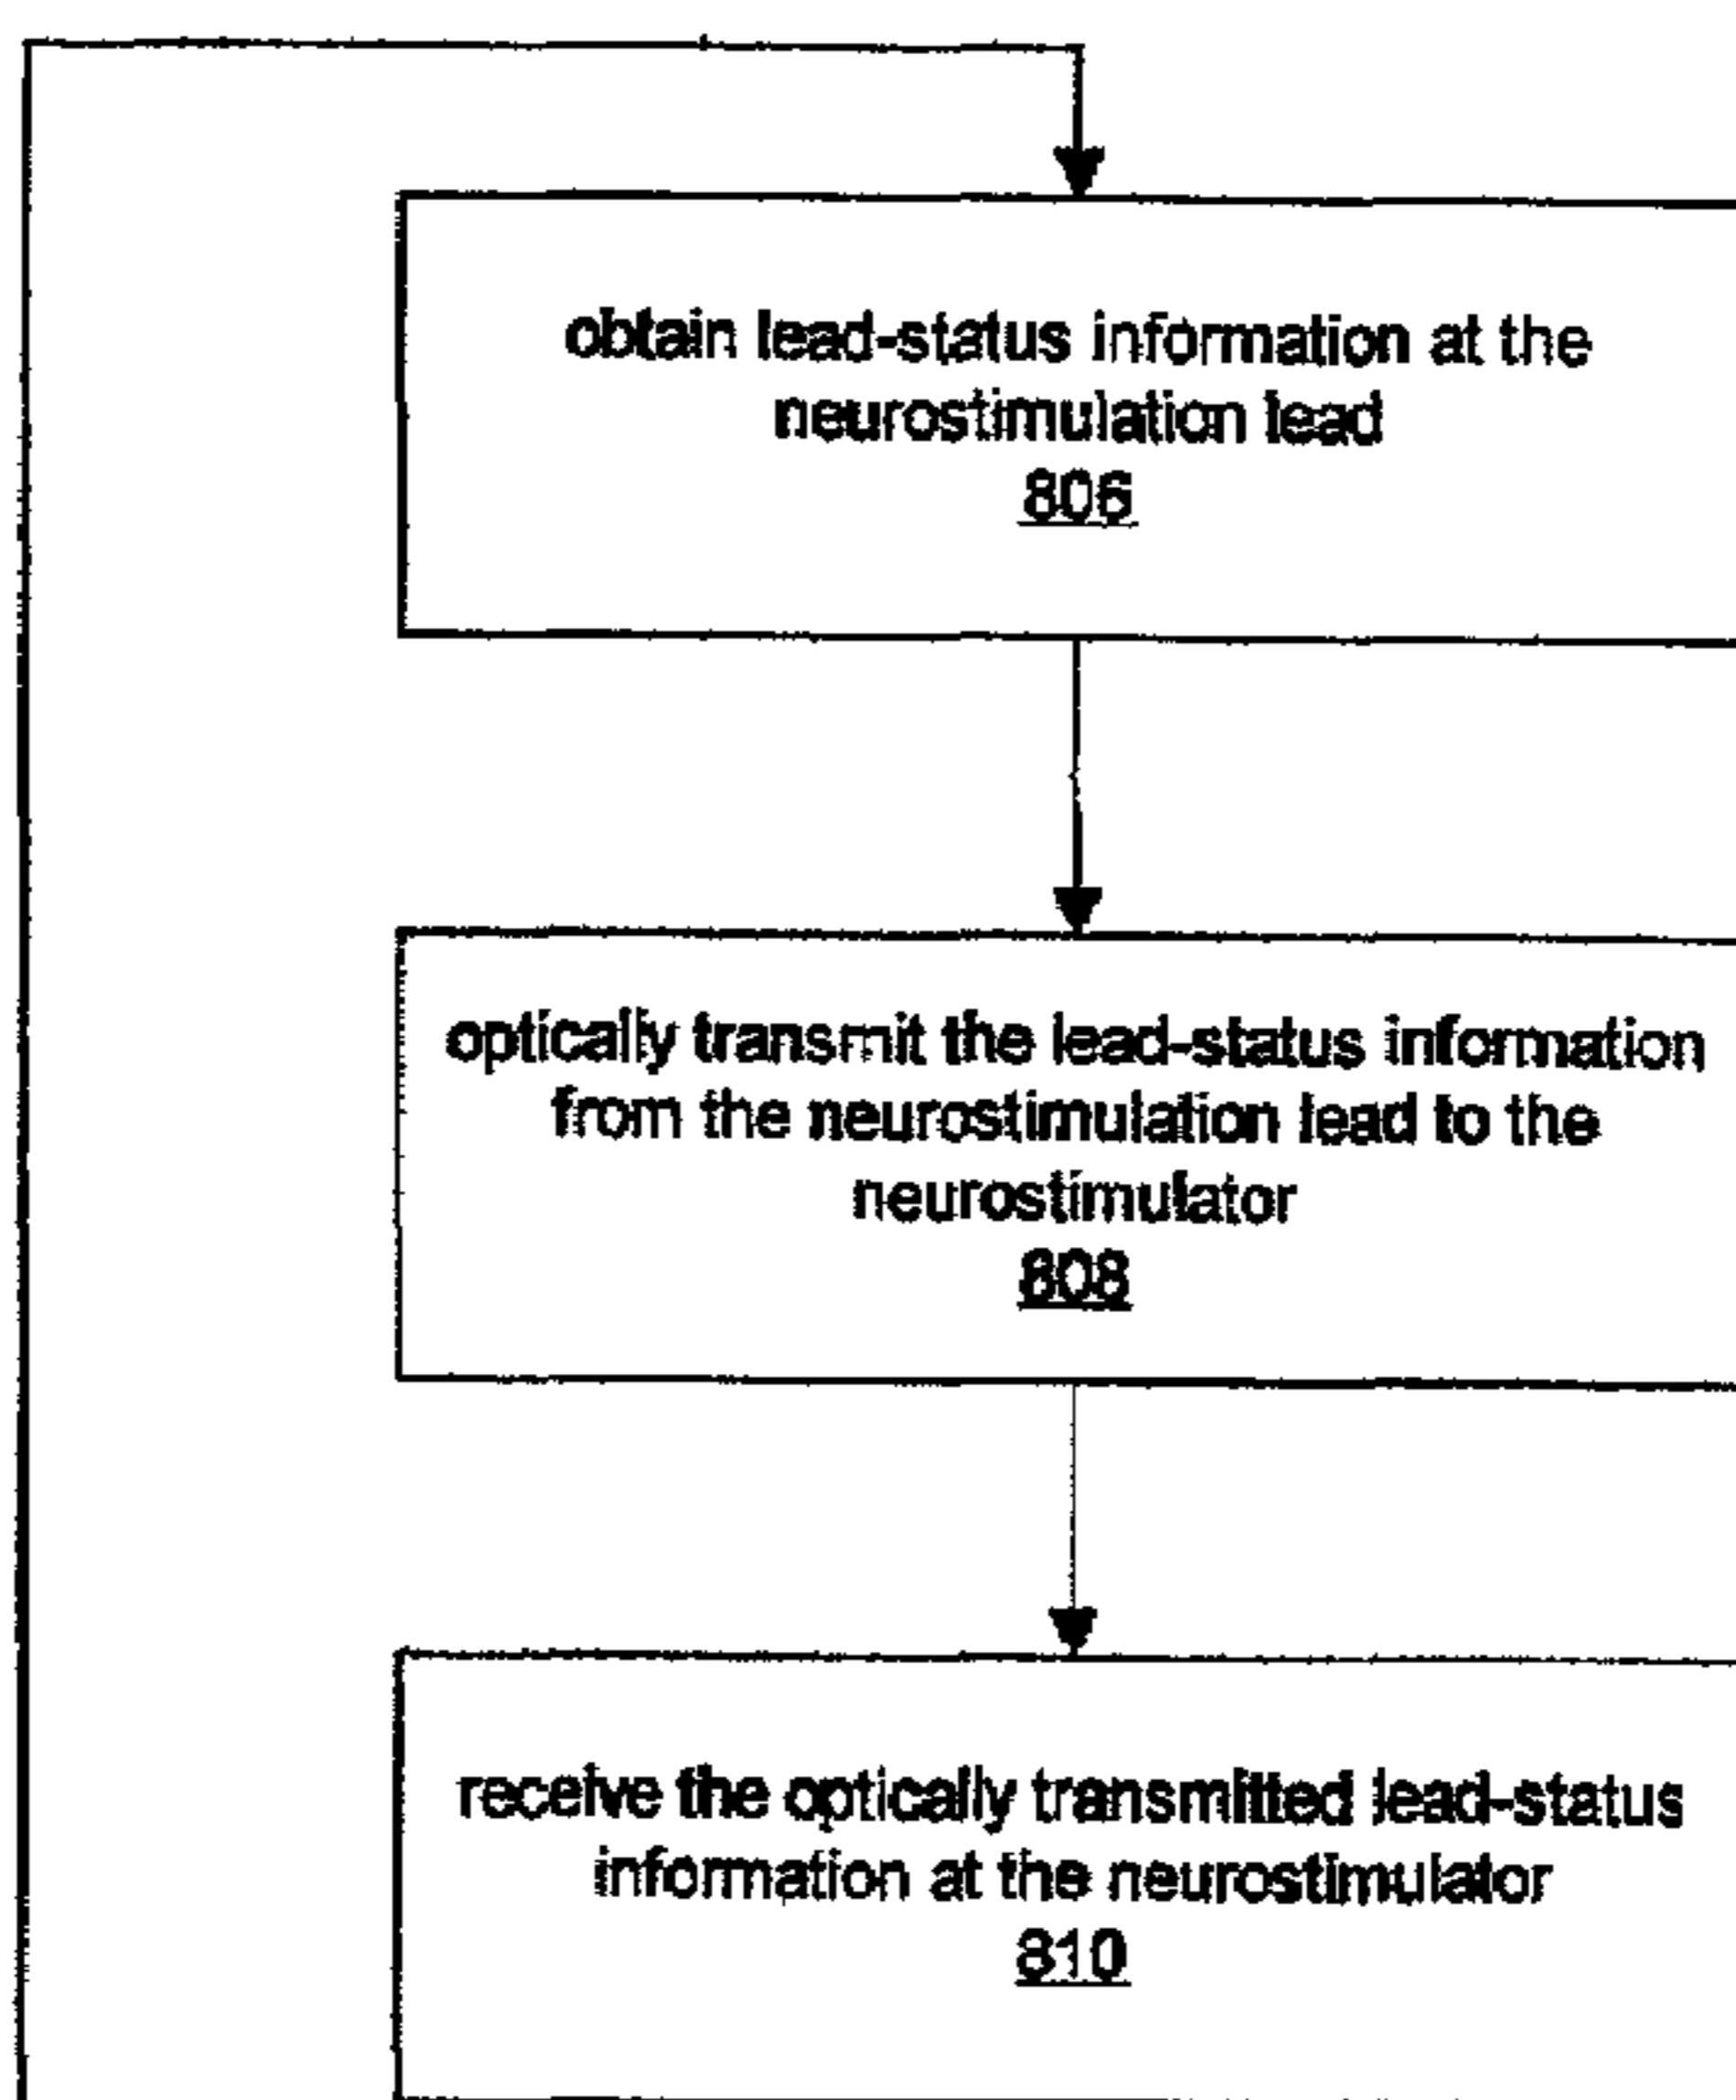 obtain lead-status information at the
neurostimulation lead
806
optically transmit the lead-status information
from the neurostimulation lead to the
neurostimulator
808
receive the optically transmitted lead-status
information at the neurostimulator
810